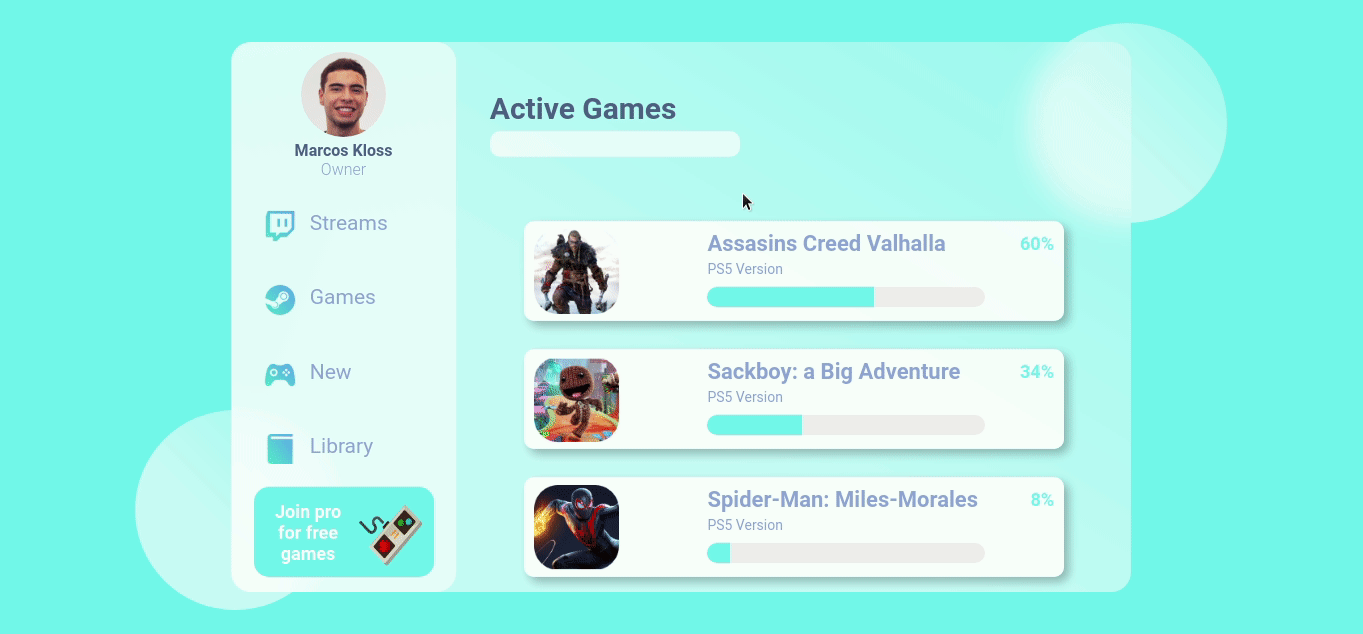 Marcos Kloss
Owner
Streams
Games
New
Library
Join pro
for free
games
Active Games
Assasins Creed Valhalla
60%
PS5 Version
Sackboy: a Big Adventure
34%
PS5 Version
Spider-Man: Miles-Morales
8%
PS5 Version